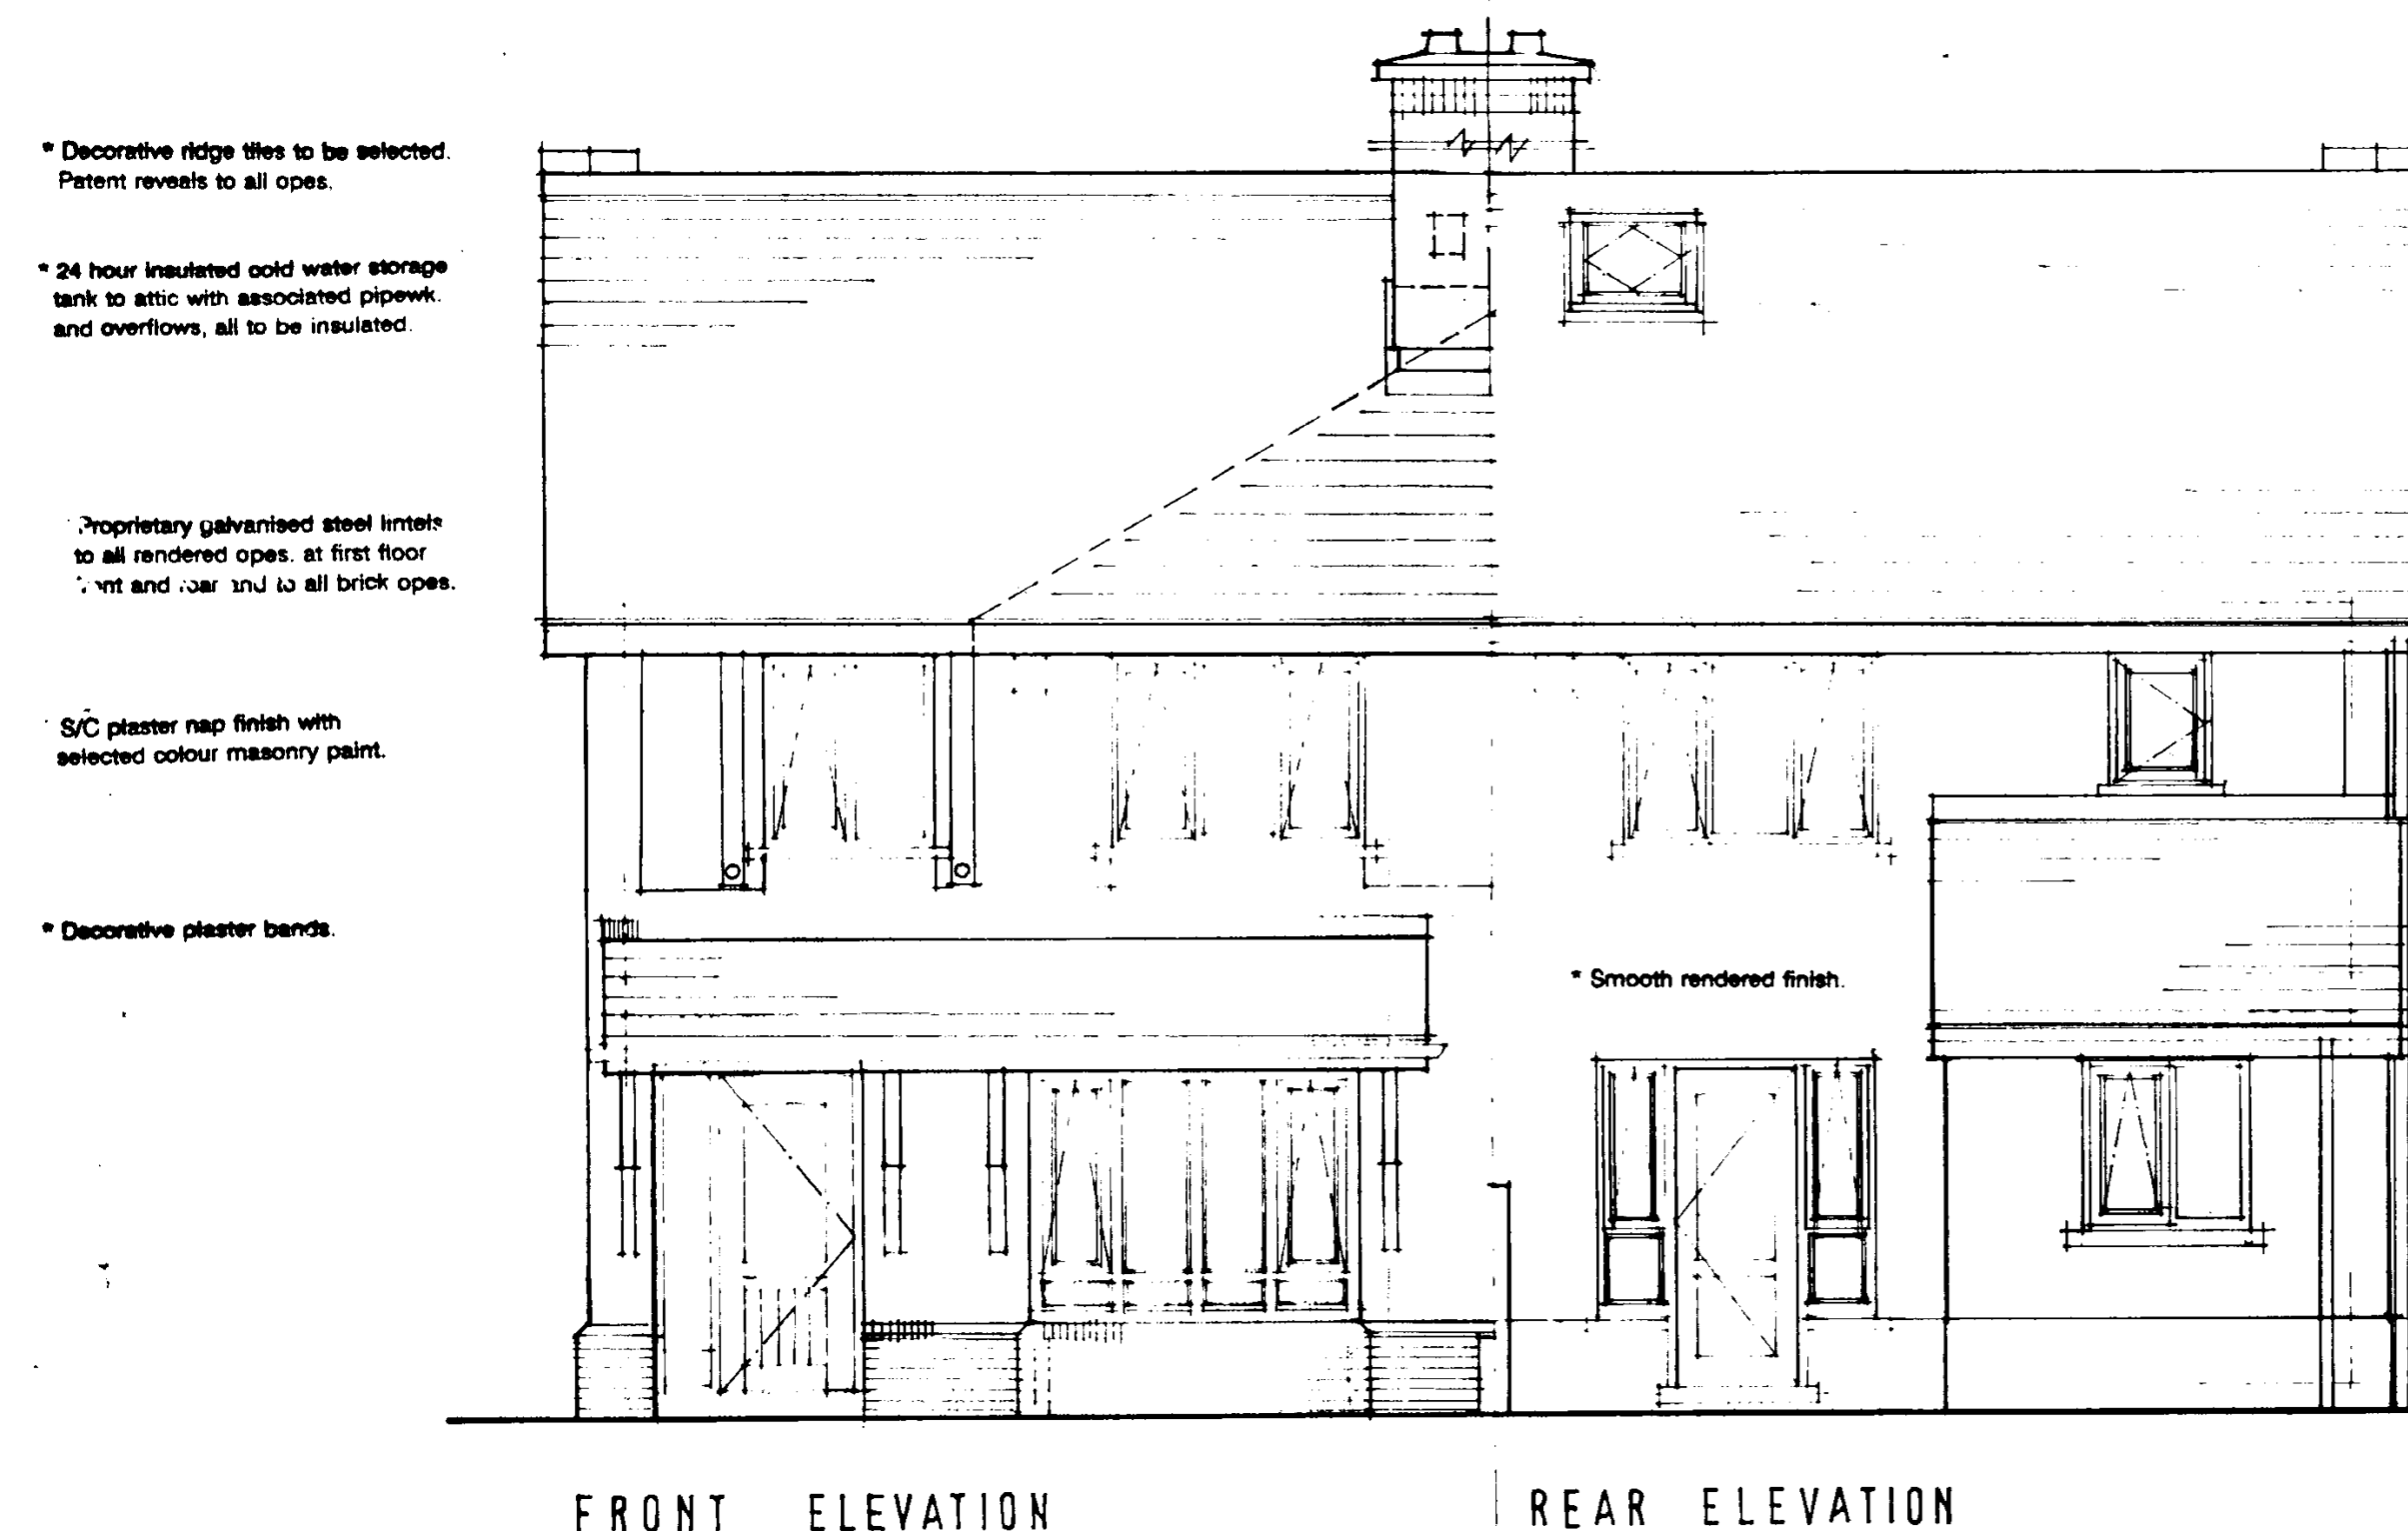 * Decorative ridge tiles to be selected.
Patent reveals to all opes.
* 24 hour insulated cold water storage
tank to attic with associated pipewk.
and overflows, all to be insulated.
Proprietary galvanised steel lintels
to all rendered opes. at first floor
and rear and to all brick opes.
S/C plaster nap finish with
selected colour masonry paint.
* Decorative plaster bands.
* Smooth rendered finish.
FRONT ELEVATION
REAR ELEVATION